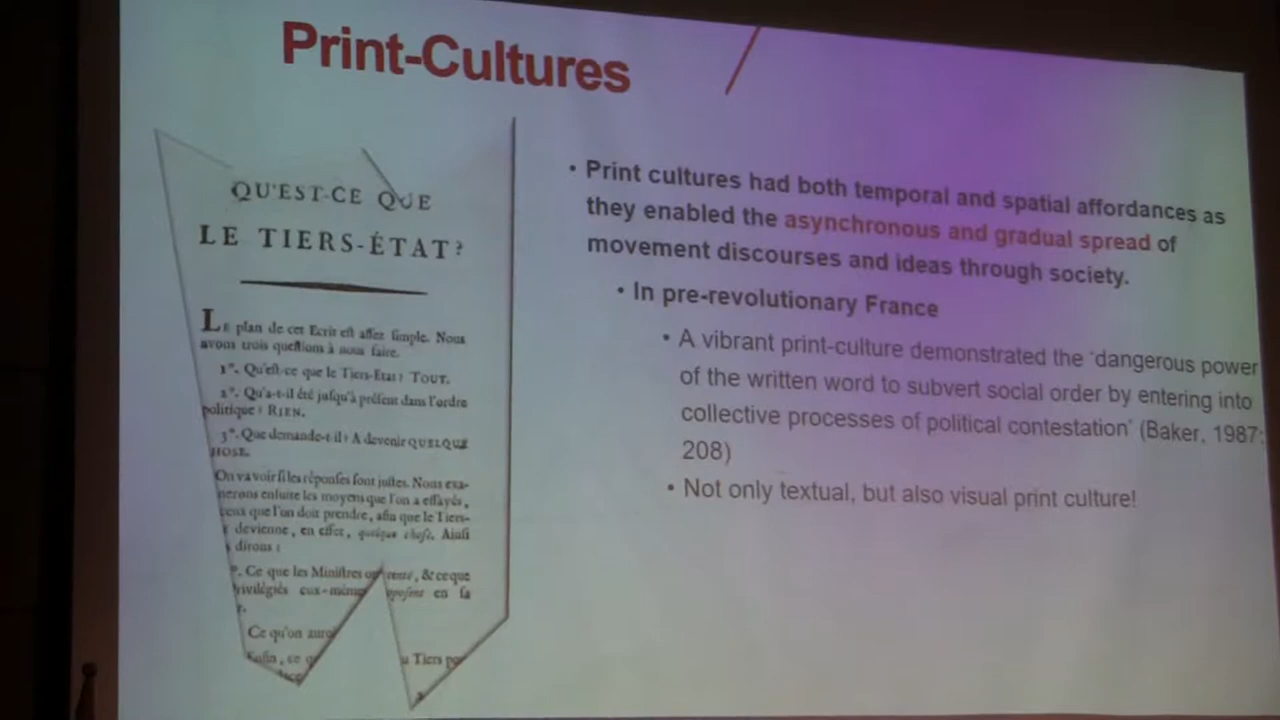 Print-Cultures
QU'EST-CE QUE
LE TIERS-ÉTAT?
LE plan de cet Ecrit est assez simple. Nous
avons trois questions à nous faire.
1°. Qu'est-ce que le Tiers-Etat? TOUT.
2°. Qu'a-t-il été jusqu'à présent dans l'ordre
politique? RIEN.
3°. Que demande-t-il? A devenir QUELQUE
HOSE.
On va voir si les réponses sont justes. Nous exa-
nerons ensuite les moyens que l'on a essayés,
ceux que l'on doit prendre, afin que le Tiers-
devienne, en effet, quelque chose. Ainsi
dirons:
°. Ce que les Ministres ont tenté, & ce que
privilégiés eux-mêmes proposent en sa
r.
Ce qu'on auroi
Enfin, ce q
u Tiers po
• Print cultures had both temporal and spatial affordances as
they enabled the asynchronous and gradual spread of
movement discourses and ideas through society.
• In pre-revolutionary France
• A vibrant print-culture demonstrated the 'dangerous power
of the written word to subvert social order by entering into
collective processes of political contestation' (Baker, 1987:
208)
• Not only textual, but also visual print culture!